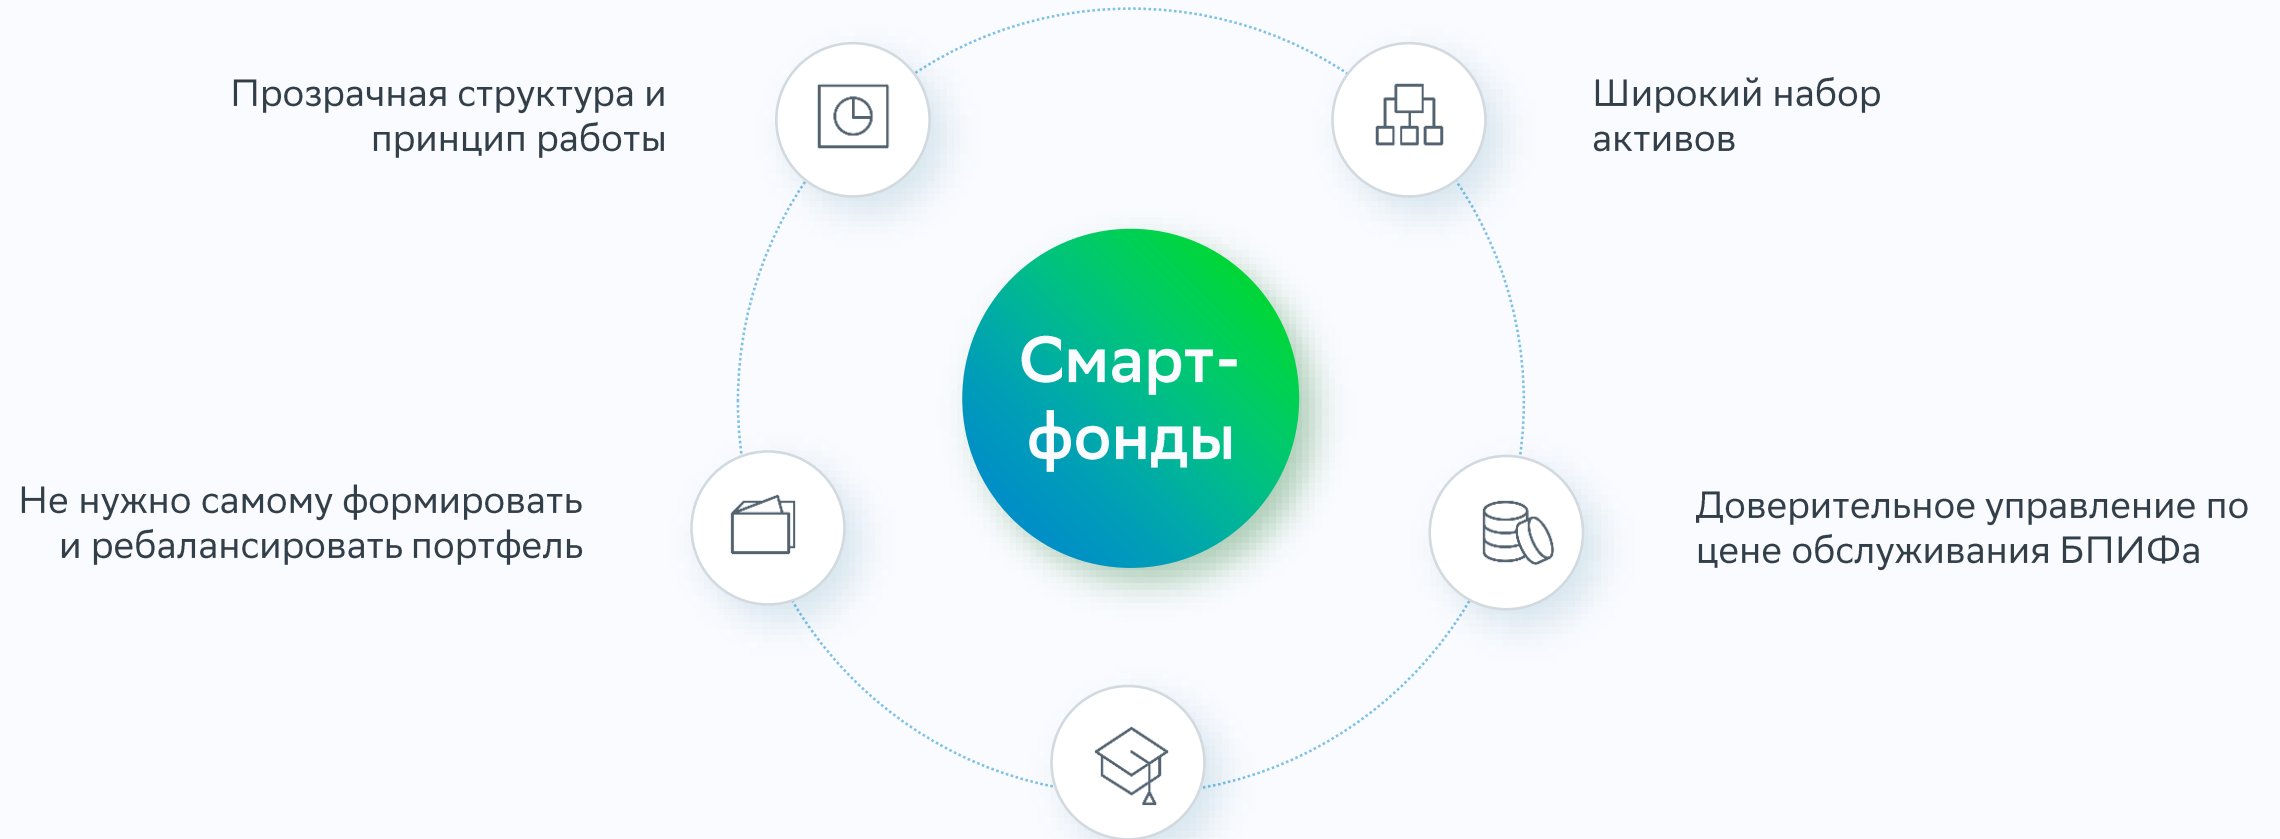 Прозрачная структура и
принцип работы
Широкий набор
активов
Смарт-
фонды
Не нужно самому формировать
и ребалансировать портфель
Доверительное управление по
цене обслуживания БПИФа